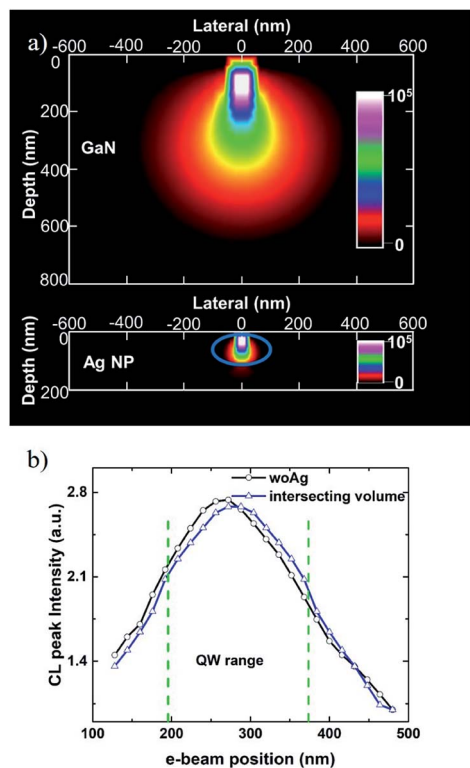 Lateral (nm)
-600 -400 -200 0 200 400 600
a)
0
200
400
600
800
Depth (nm)
GaN
10⁵
0
Lateral (nm)
-600 -400 -200 0 200 400 600
0
200
Depth (nm)
Ag NP
10⁵
0
b)
woAg
intersecting volume
2.8
2.1
1.4
CL peak Intensity (a.u.)
QW range
100 200 300 400 500
e-beam position (nm)